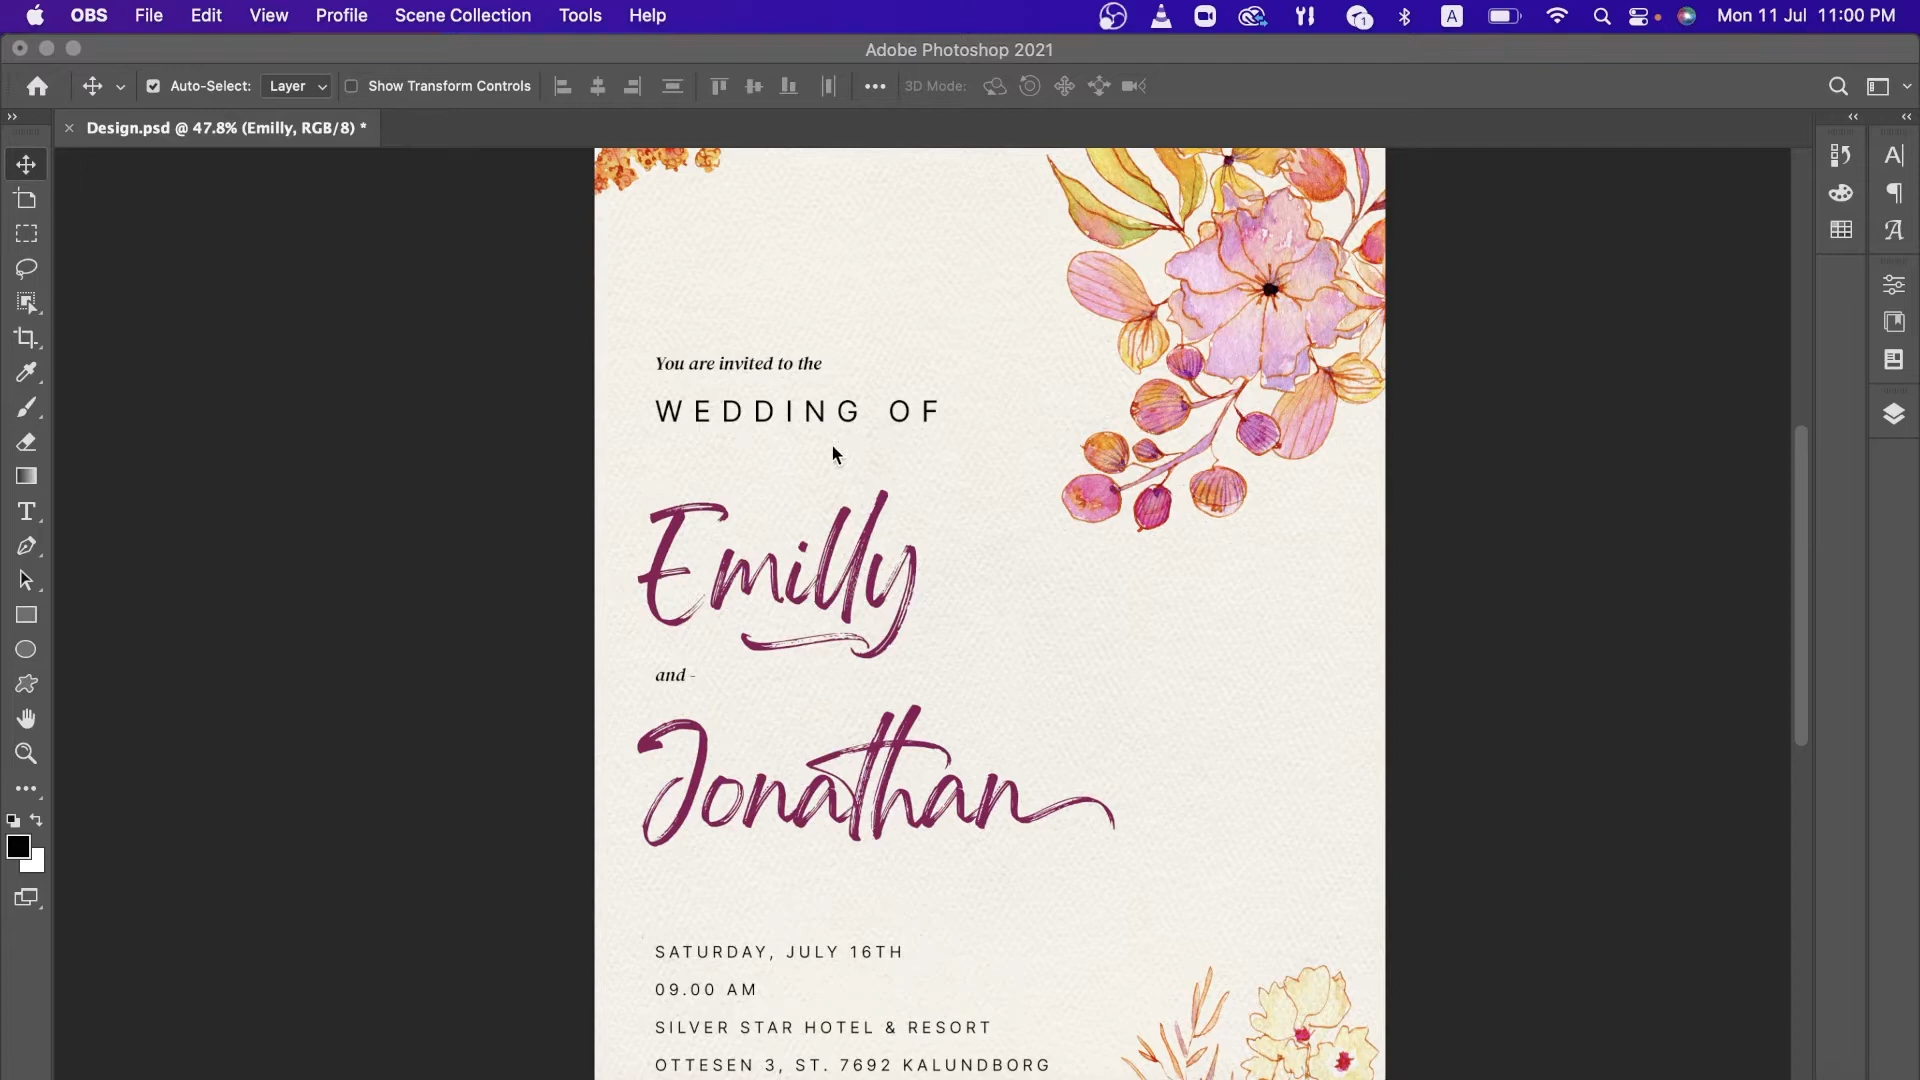 OBS File Edit View Profile Scene Collection Tools Help 1 A Mon 11 Jul 11:00 PM
Adobe Photoshop 2021
Auto-Select: Layer Show Transform Controls 3D Mode:
Design.psd @ 47.8% (Emilly, RGB/8) *
You are invited to the
WEDDING OF
Emilly
and -
Jonathan
SATURDAY, JULY 16TH
09.00 AM
SILVER STAR HOTEL & RESORT
OTTESEN 3, ST. 7692 KALUNDBORG